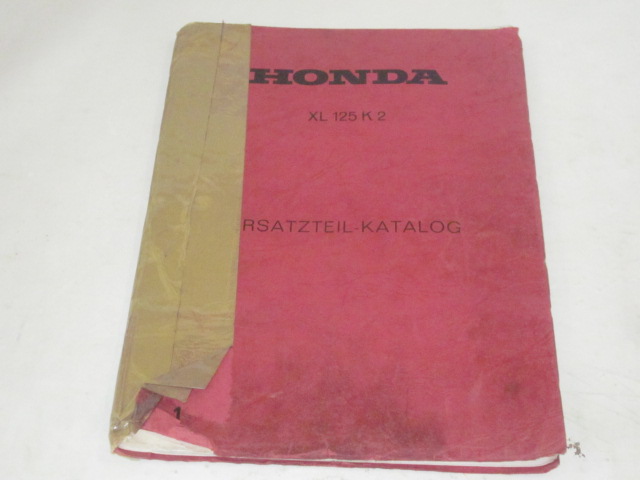 HONDA
XL 125 K 2
RSATZTEIL-KATALOG
1